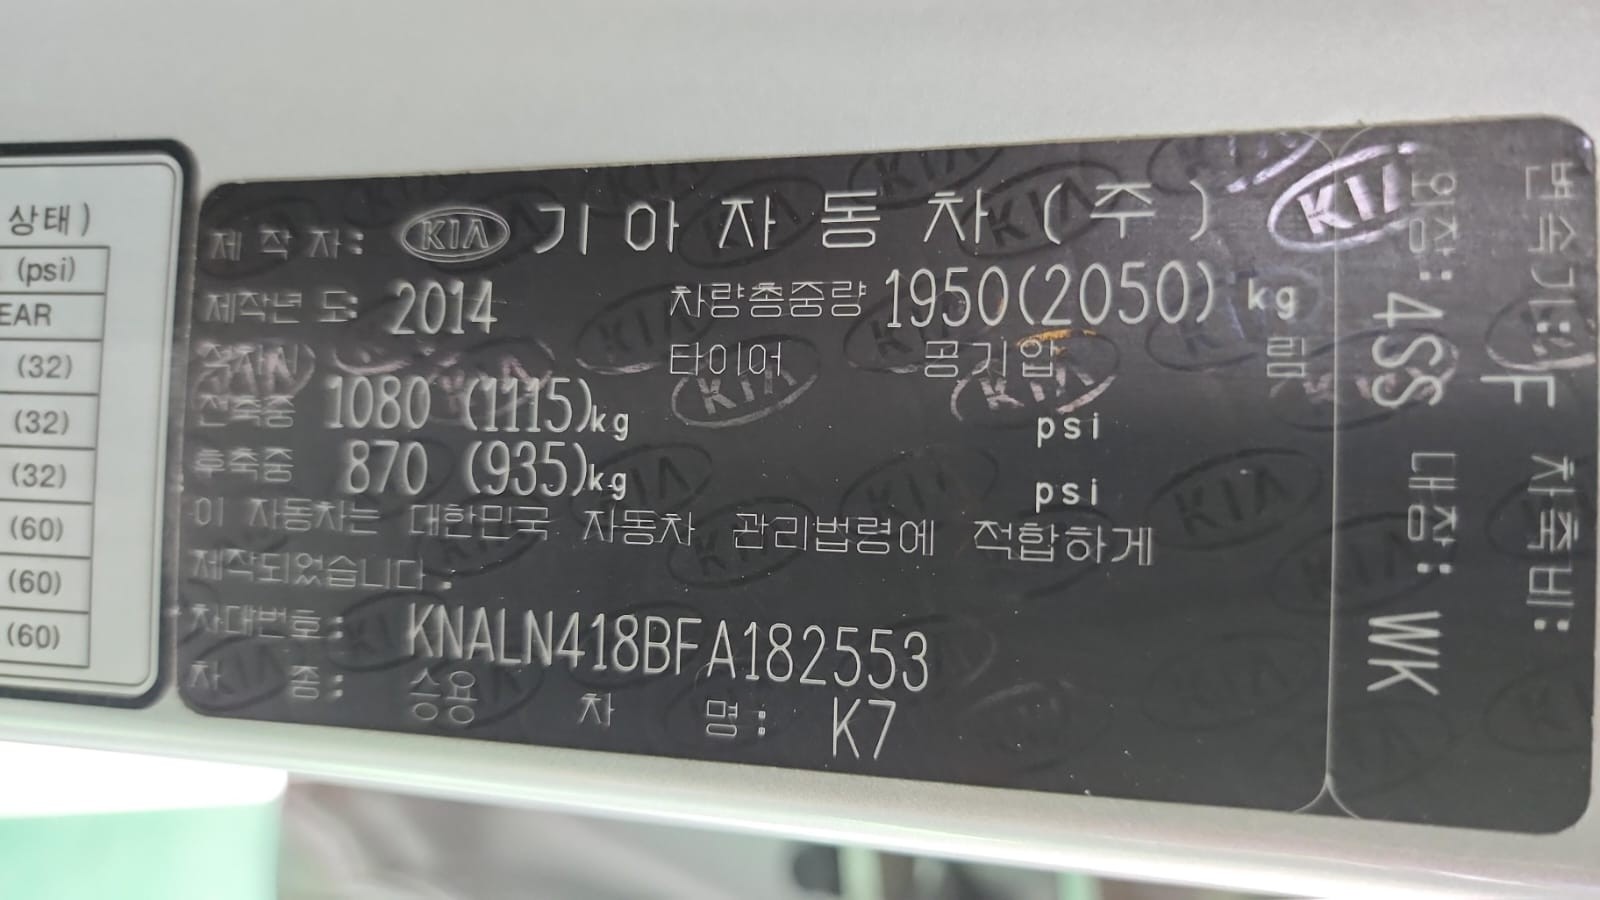 상태)
(psi)
EAR
(32)
(32)
(32)
(60)
(60)
(60)
제 작 자: KIA 기아자동차(주) KIA
제작년 도: 2014 차량총중량 1950(2050) kg
적차시 타이어 공기압 림
전축중 1080 (1115)kg psi
후축중 870 (935)kg psi
이 자동차는 대한민국 자동차 관리법령에 적합하게
제작되었습니다.
차대번호: KNALN418BFA182553
차 종: 승용 차 명: K7
변속기: F 차축비:
외장: 4SS 내장: WK